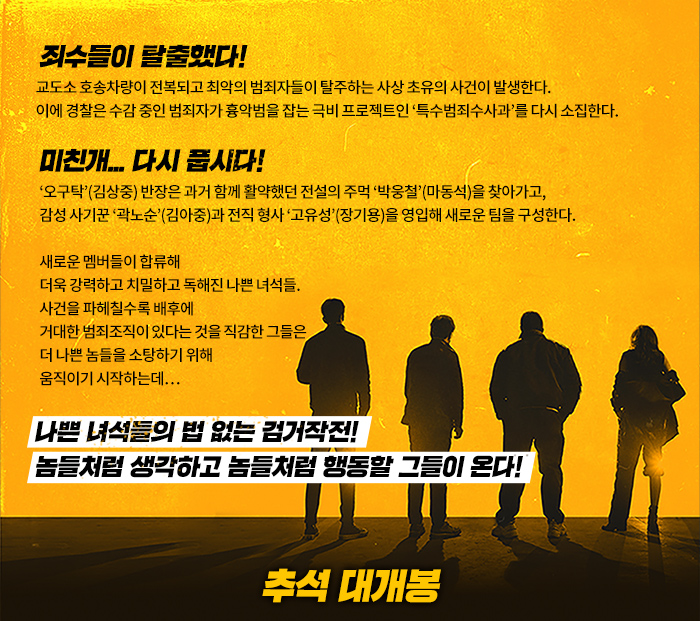 죄수들이 탈출했다!
교도소 호송차량이 전복되고 최악의 범죄자들이 탈주하는 사상 초유의 사건이 발생한다.
이에 경찰은 수감 중인 범죄자가 흉악범을 잡는 극비 프로젝트인 ‘특수범죄수사과’를 다시 소집한다.
미친개... 다시 풉시다!
‘오구탁’(김상중) 반장은 과거 함께 활약했던 전설의 주먹 ‘박웅철’(마동석)을 찾아가고,
감성 사기꾼 ‘곽노순’(김아중)과 전직 형사 ‘고유성’(장기용)을 영입해 새로운 팀을 구성한다.
새로운 멤버들이 합류해
더욱 강력하고 치밀하고 독해진 나쁜 녀석들.
사건을 파헤칠수록 배후에
거대한 범죄조직이 있다는 것을 직감한 그들은
더 나쁜 놈들을 소탕하기 위해
움직이기 시작하는데…
나쁜 녀석들의 법 없는 검거작전!
놈들처럼 생각하고 놈들처럼 행동할 그들이 온다!
추석 대개봉